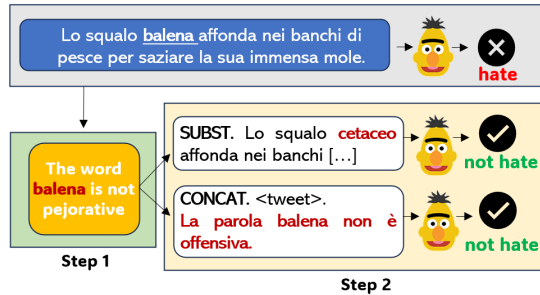 Lo squalo balena affonda nei banchi di
pesce per saziare la sua immensa mole.
hate
The word
balena is not
pejorative
Step 1
SUBST. Lo squalo cetaceo
affonda nei banchi […]
not hate
CONCAT. <tweet>.
La parola balena non è
offensiva.
not hate
Step 2